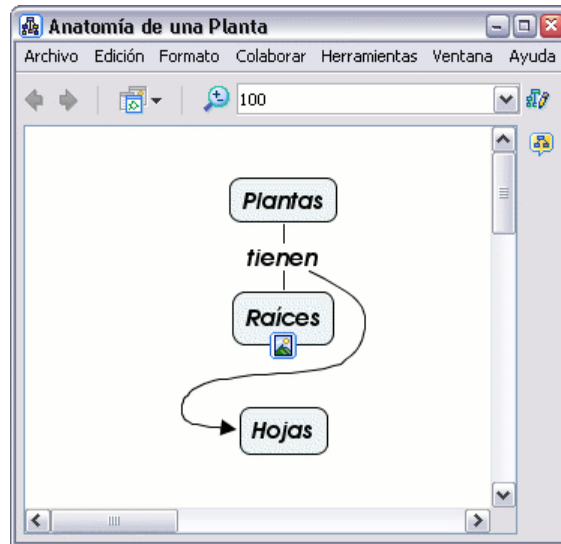 Anatomía de una Planta
Archivo Edición Formato Colaborar Herramientas Ventana Ayuda
100
Plantas
tienen
Raíces
Hojas